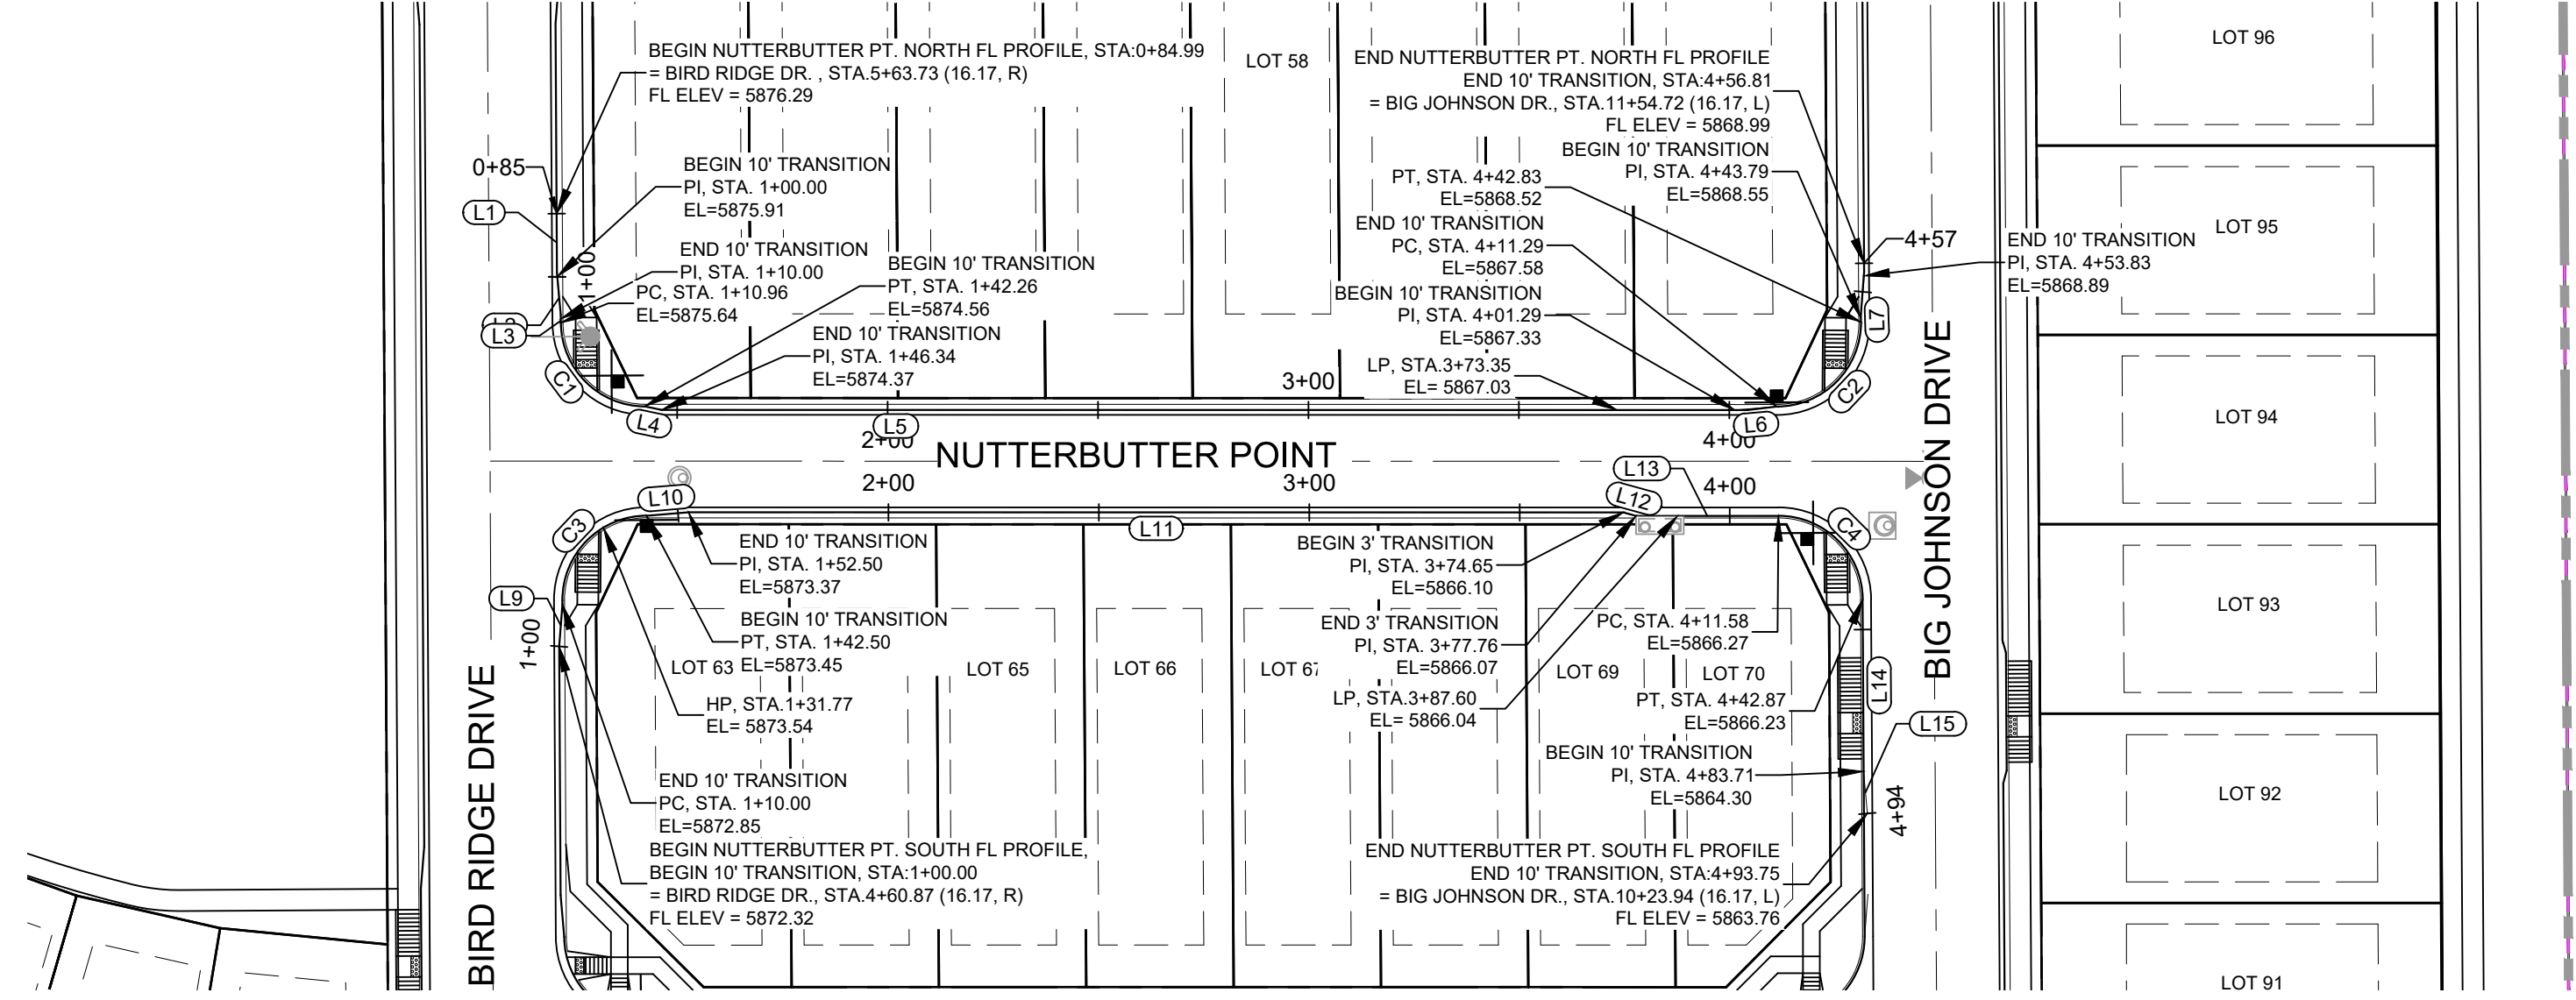 BEGIN NUTTERBUTTER PT. NORTH FL PROFILE, STA:0+84.99
= BIRD RIDGE DR. , STA.5+63.73 (16.17, R)
FL ELEV = 5876.29
LOT 58
END NUTTERBUTTER PT. NORTH FL PROFILE
END 10' TRANSITION, STA:4+56.81
= BIG JOHNSON DR., STA.11+54.72 (16.17, L)
FL ELEV = 5868.99
LOT 96
0+85
L1
BEGIN 10' TRANSITION
PI, STA. 1+00.00
EL=5875.91
PT, STA. 4+42.83
EL=5868.52
BEGIN 10' TRANSITION
PI, STA. 4+43.79
EL=5868.55
END 10' TRANSITION
PC, STA. 4+11.29
EL=5867.58
4+57
END 10' TRANSITION
PI, STA. 4+53.83
EL=5868.89
LOT 95
1+00
END 10' TRANSITION
PI, STA. 1+10.00
PC, STA. 1+10.96
EL=5875.64
BEGIN 10' TRANSITION
PT, STA. 1+42.26
EL=5874.56
BEGIN 10' TRANSITION
PI, STA. 4+01.29
EL=5867.33
L3
L7
END 10' TRANSITION
PI, STA. 1+46.34
EL=5874.37
LP, STA.3+73.35
EL= 5867.03
3+00
C1
C2
L4
L5
L6
LOT 94
2+00
4+00
NUTTERBUTTER POINT
BIG JOHNSON DRIVE
L13
2+00
3+00
4+00
L10
L12
C3
L11
C4
END 10' TRANSITION
PI, STA. 1+52.50
EL=5873.37
BEGIN 3' TRANSITION
PI, STA. 3+74.65
EL=5866.10
L9
LOT 93
1+00
BEGIN 10' TRANSITION
PT, STA. 1+42.50
EL=5873.45
END 3' TRANSITION
PI, STA. 3+77.76
EL=5866.07
PC, STA. 4+11.58
EL=5866.27
LOT 63
LOT 65
LOT 66
LOT 67
LOT 69
LOT 70
L14
HP, STA.1+31.77
EL= 5873.54
LP, STA.3+87.60
EL= 5866.04
PT, STA. 4+42.87
EL=5866.23
L15
BIRD RIDGE DRIVE
END 10' TRANSITION
PC, STA. 1+10.00
EL=5872.85
BEGIN 10' TRANSITION
PI, STA. 4+83.71
EL=5864.30
4+94
LOT 92
BEGIN NUTTERBUTTER PT. SOUTH FL PROFILE,
BEGIN 10' TRANSITION, STA:1+00.00
= BIRD RIDGE DR., STA.4+60.87 (16.17, R)
FL ELEV = 5872.32
END NUTTERBUTTER PT. SOUTH FL PROFILE
END 10' TRANSITION, STA:4+93.75
= BIG JOHNSON DR., STA.10+23.94 (16.17, L)
FL ELEV = 5863.76
LOT 91